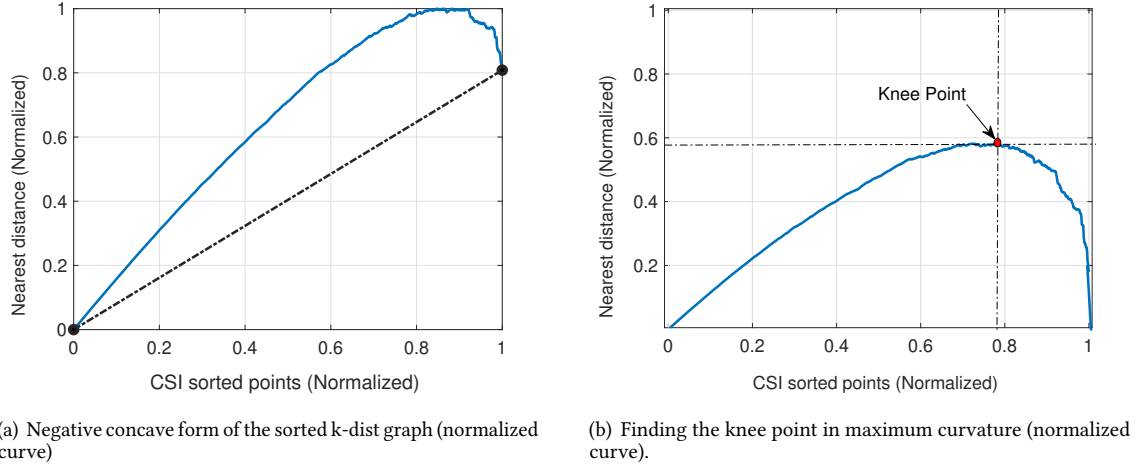 1
0.8
0.6
0.4
0.2
0
0
0.2
0.4
0.6
0.8
1
Nearest distance (Normalized)
CSI sorted points (Normalized)
1
0.8
0.6
0.4
0.2
0
0.2
0.4
0.6
0.8
1
Nearest distance (Normalized)
CSI sorted points (Normalized)
Knee Point
(a) Negative concave form of the sorted k-dist graph (normalized
curve)
(b) Finding the knee point in maximum curvature (normalized
curve).